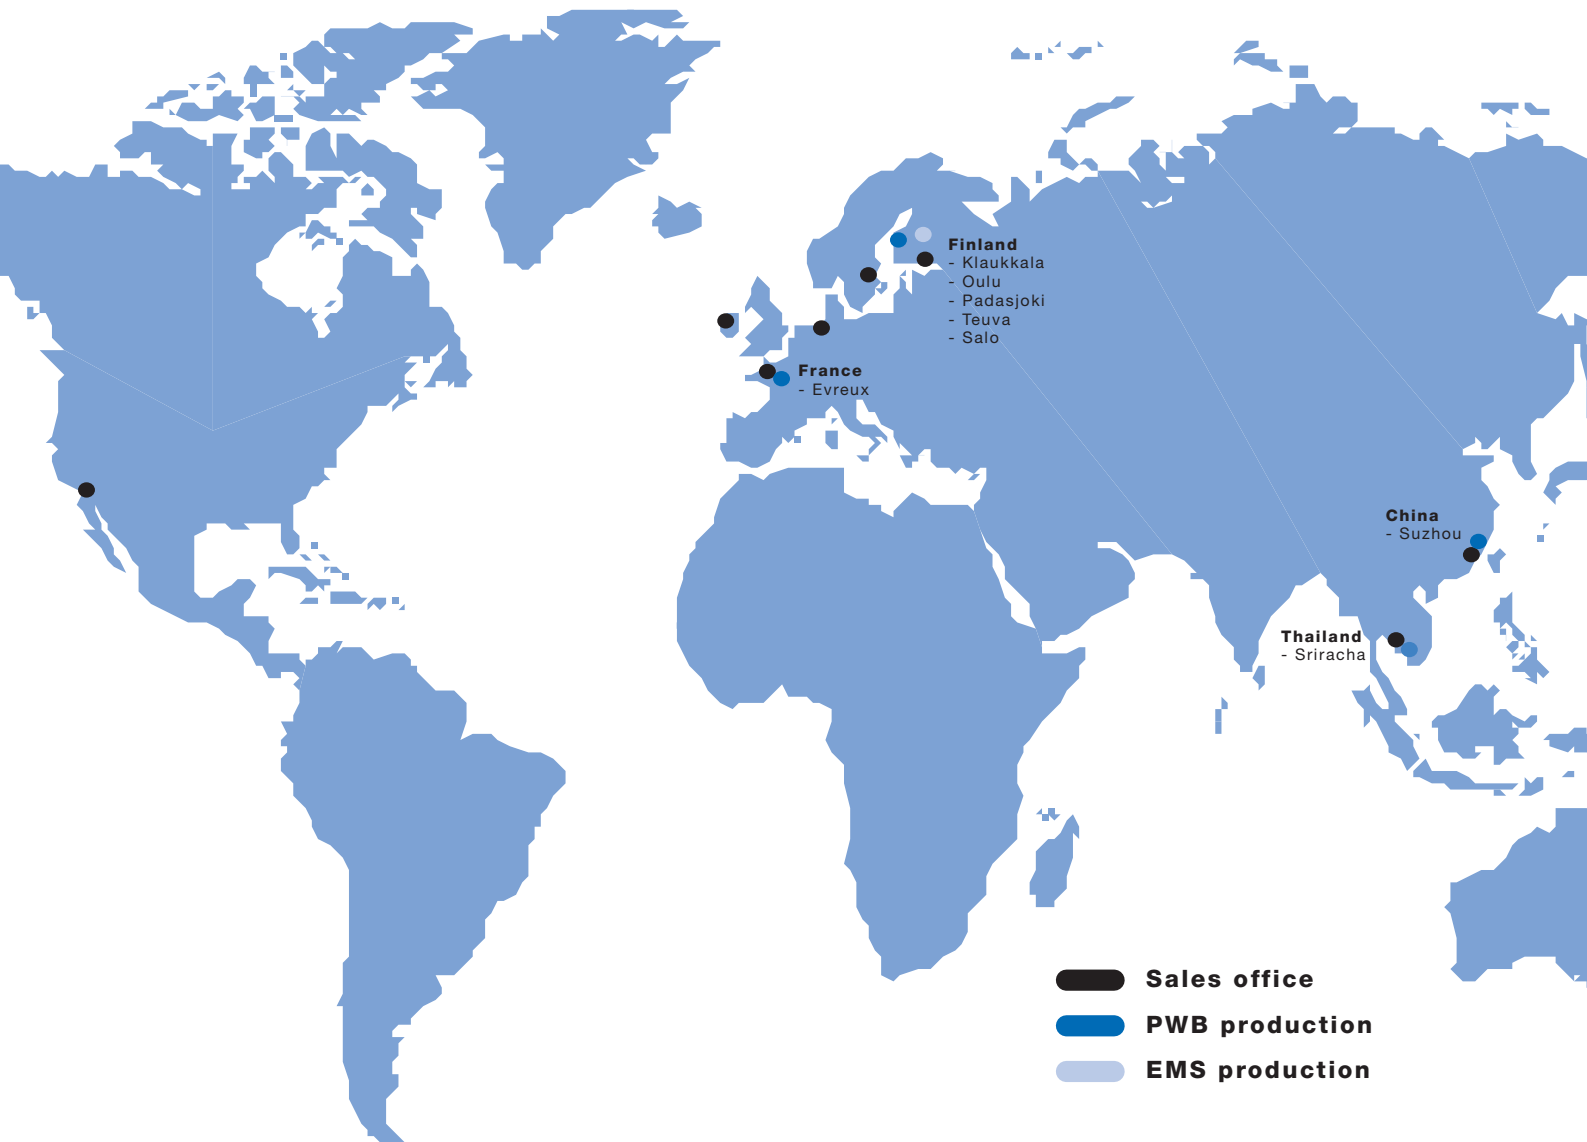 Finland
- Klaukkala
- Oulu
- Padasjoki
- Teuva
- Salo
France
- Evreux
China
- Suzhou
Thailand
- Sriracha
Sales office
PWB production
EMS production